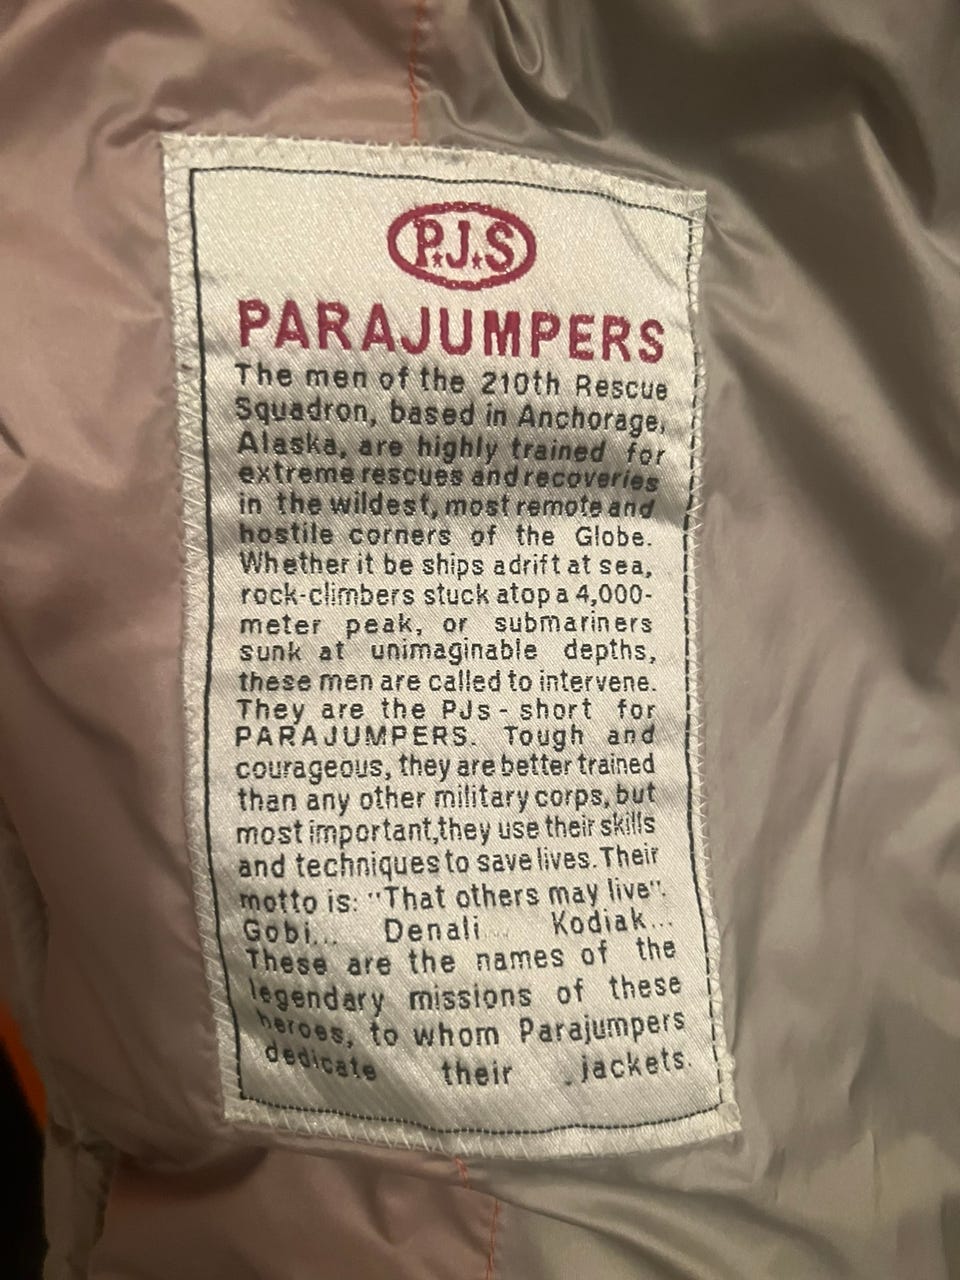 P.J.S
PARAJUMPERS
The men of the 210th Rescue
Squadron, based in Anchorage,
Alaska, are highly trained for
extreme rescues and recoveries
in the wildest, most remote and
hostile corners of the Globe.
Whether it be ships adrift at sea,
rock-climbers stuck atop a 4,000-
meter peak, or submariners
sunk at unimaginable depths,
these men are called to intervene.
They are the PJs - short for
PARAJUMPERS. Tough and
courageous, they are better trained
than any other military corps, but
most important,they use their skills
and techniques to save lives. Their
motto is: "That others may live".
Gobi... Denali... Kodiak...
These are the names of the
legendary missions of these
heroes, to whom Parajumpers
dedicate their jackets.